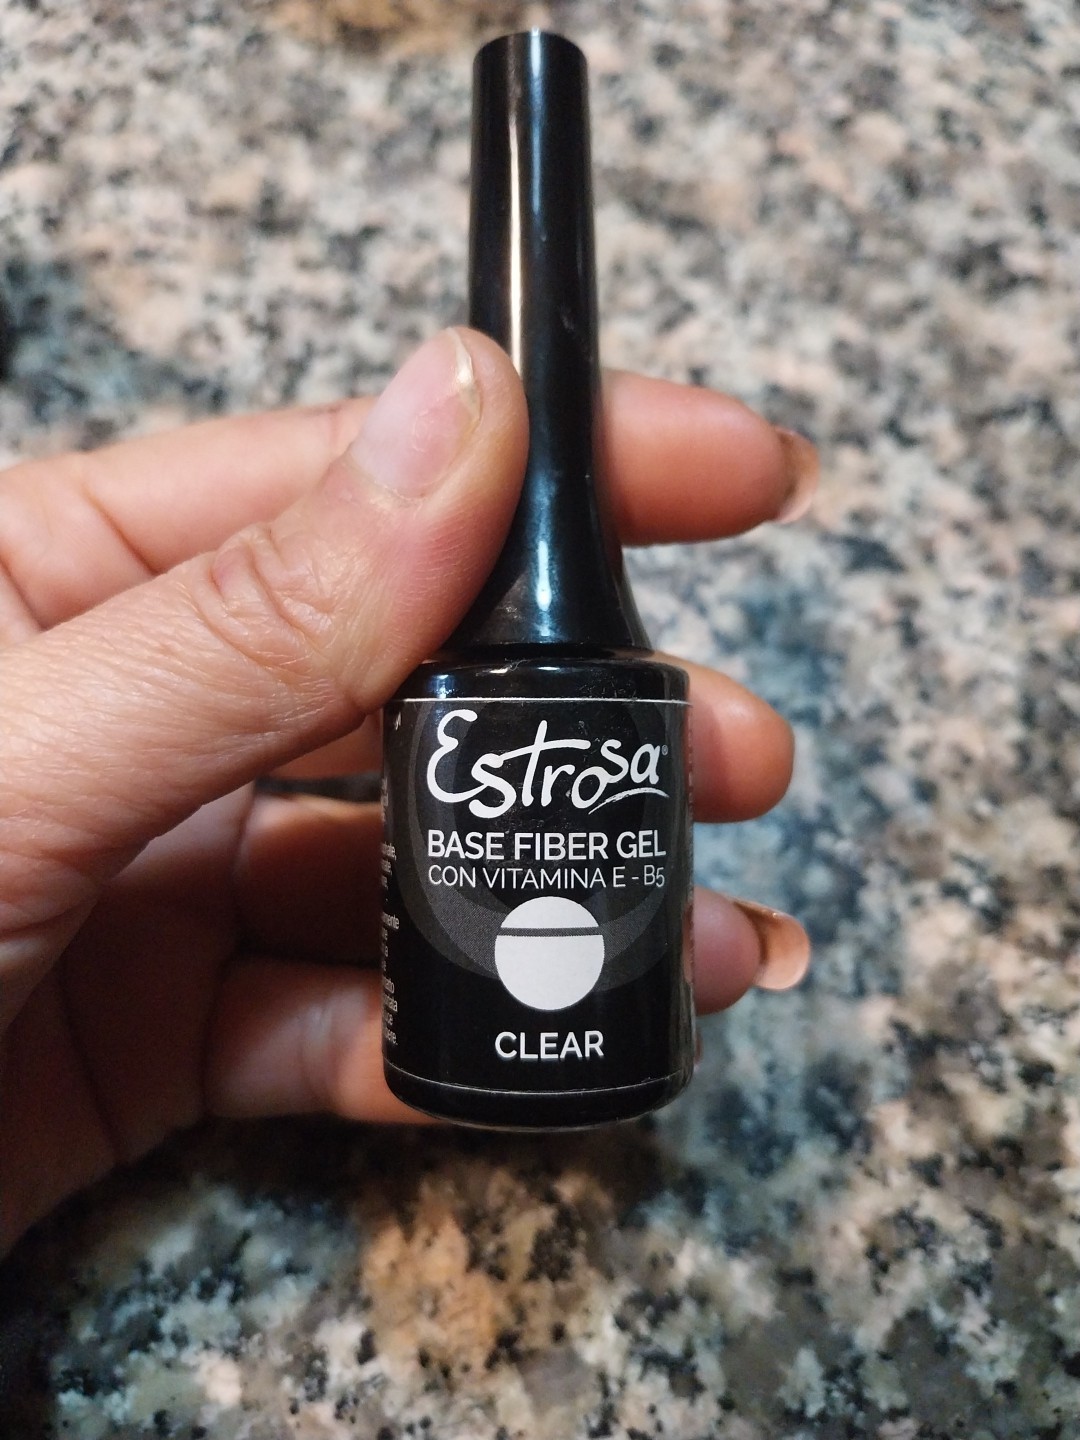 Estrosa®
BASE FIBER GEL
CON VITAMINA E - B5
CLEAR